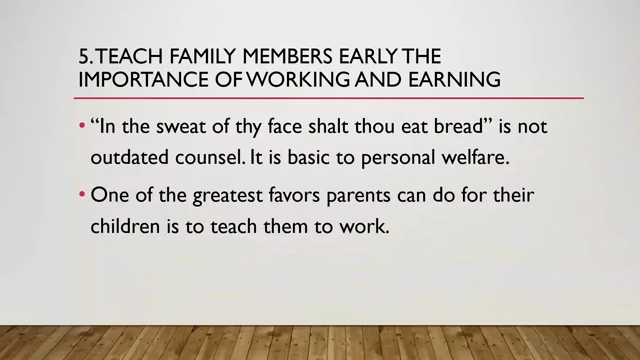 5. TEACH FAMILY MEMBERS EARLY THE
IMPORTANCE OF WORKING AND EARNING
• “In the sweat of thy face shalt thou eat bread” is not
outdated counsel. It is basic to personal welfare.
• One of the greatest favors parents can do for their
children is to teach them to work.